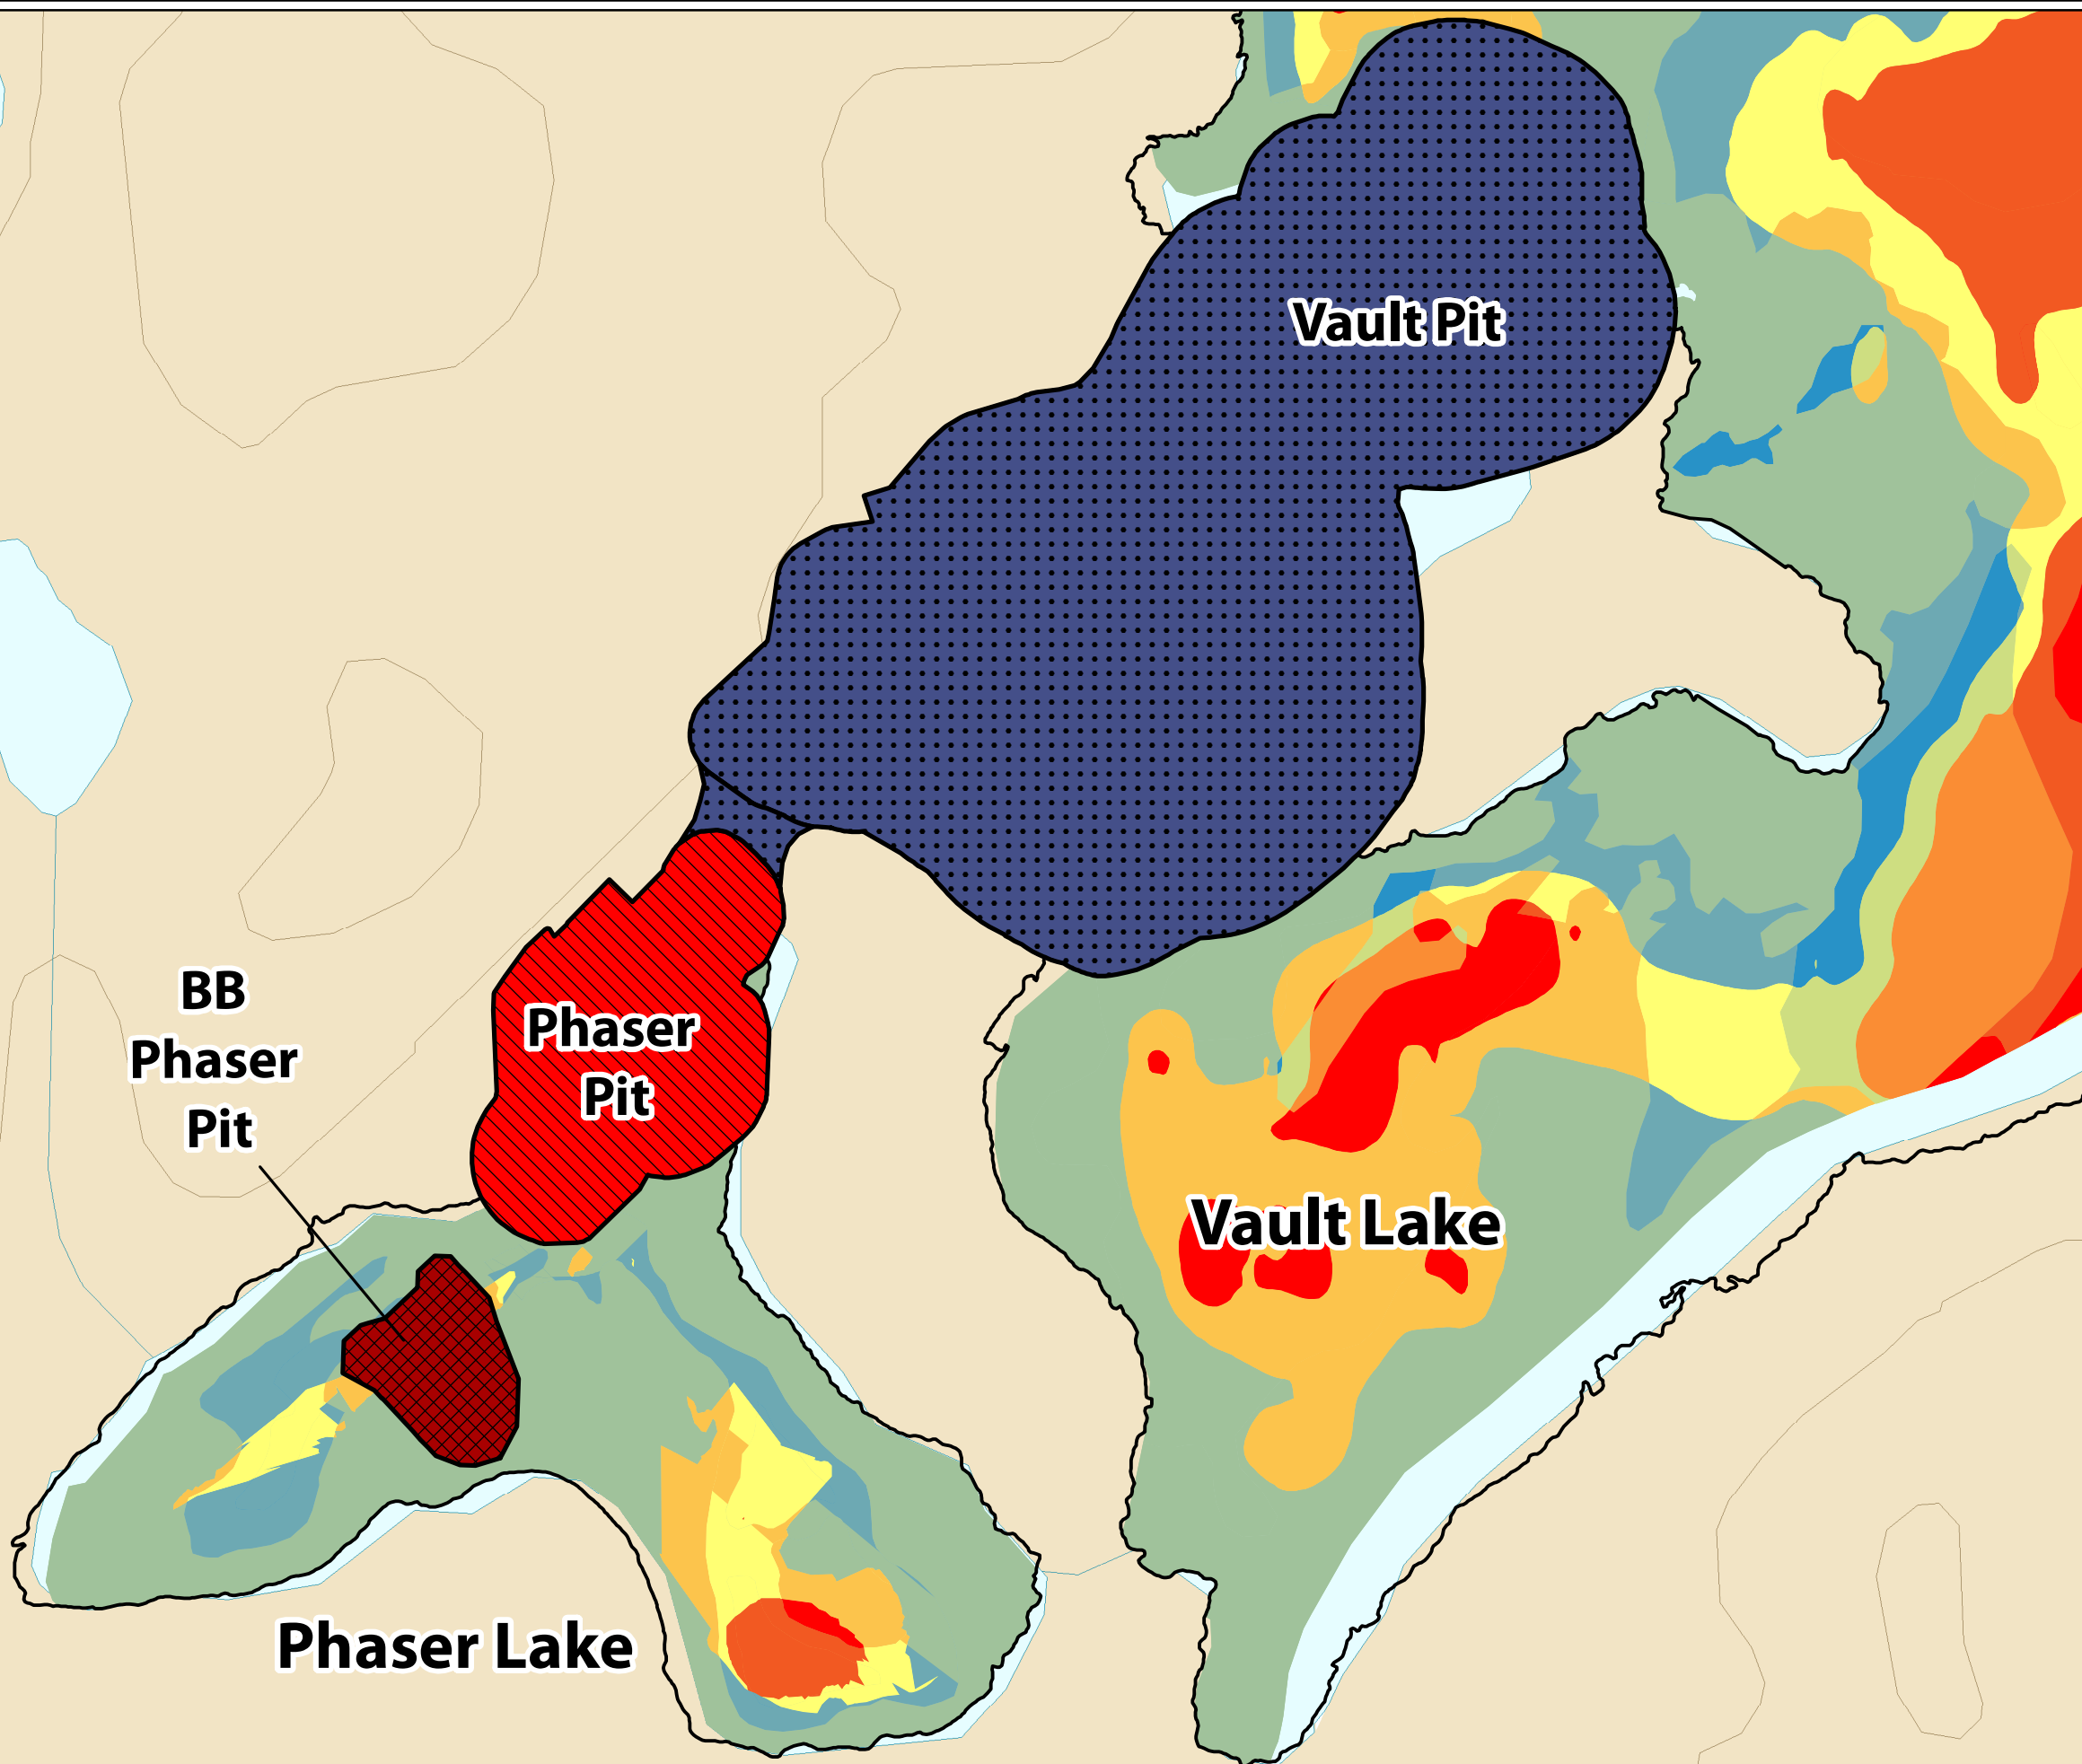 Vault Pit
BB
Phaser
Pit
Phaser
Pit
Vault Lake
Phaser Lake